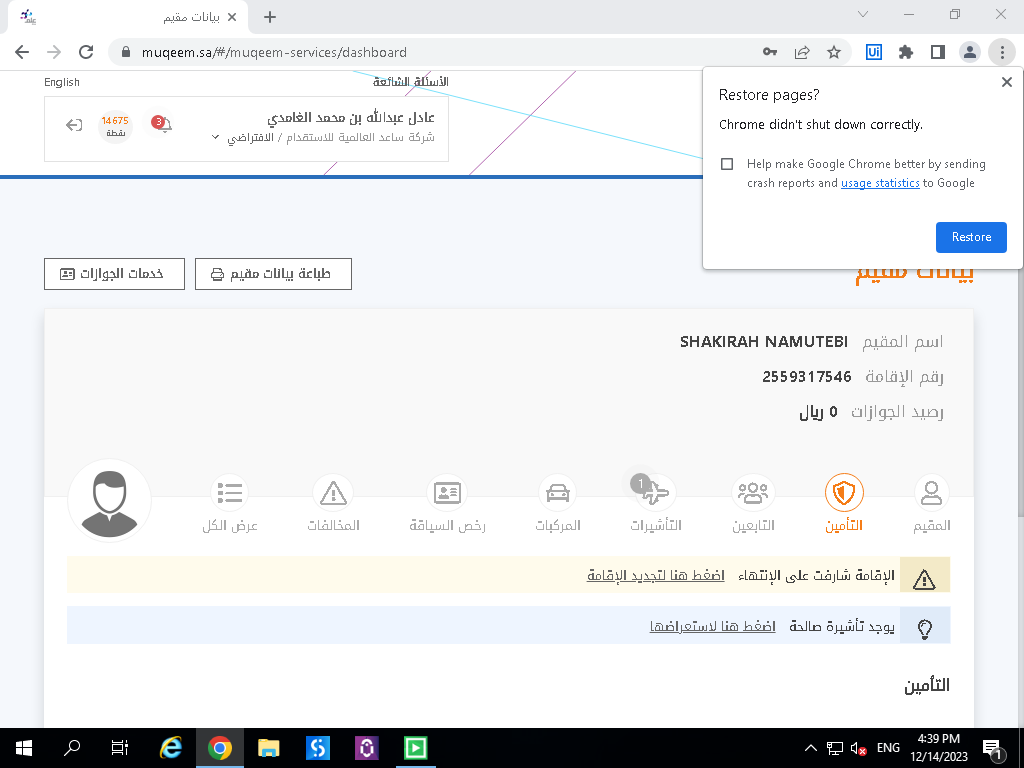 بيانات مقيم
muqeem.sa/#/muqeem-services/dashboard
Ui
Restore pages?
Chrome didn't shut down correctly.
Help make Google Chrome better by sending
crash reports and usage statistics to Google
Restore
English
الأسئلة الشائعة
عادل عبدالله بن محمد الغامدي
شركة ساعد العالمية للاستقدام / الافتراضي
3
14675
نقطة
بيانات مقيم
طباعة بيانات مقيم
خدمات الجوازات
اسم المقيم SHAKIRAH NAMUTEBI
رقم الإقامة 2559317546
رصيد الجوازات 0 ريال
1
المقيم
التأمين
التابعين
التأشيرات
المركبات
رخص السياقة
المخالفات
عرض الكل
الإقامة شارفت على الإنتهاء اضغط هنا لتجديد الإقامة
يوجد تأشيرة صالحة اضغط هنا لاستعراضها
التأمين
ENG
4:39 PM
12/14/2023
1